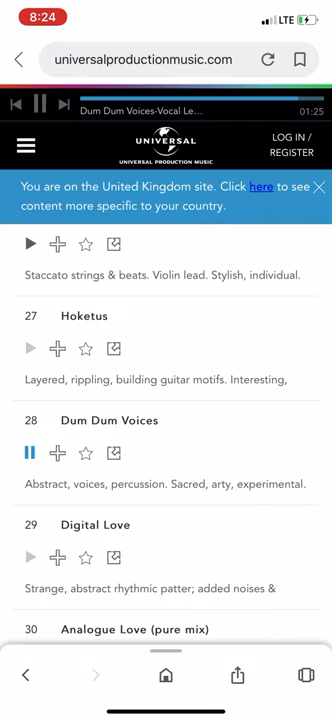 8:24
LTE
universalproductionmusic.com
Dum Dum Voices-Vocal Le...
01:25
UNIVERSAL
UNIVERSAL PRODUCTION MUSIC
LOG IN /
REGISTER
You are on the United Kingdom site. Click here to see
content more specific to your country.
Staccato strings & beats. Violin lead. Stylish, individual.
27 Hoketus
Layered, rippling, building guitar motifs. Interesting,
28 Dum Dum Voices
Abstract, voices, percussion. Sacred, arty, experimental.
29 Digital Love
Strange, abstract rhythmic patter; added noises &
30 Analogue Love (pure mix)